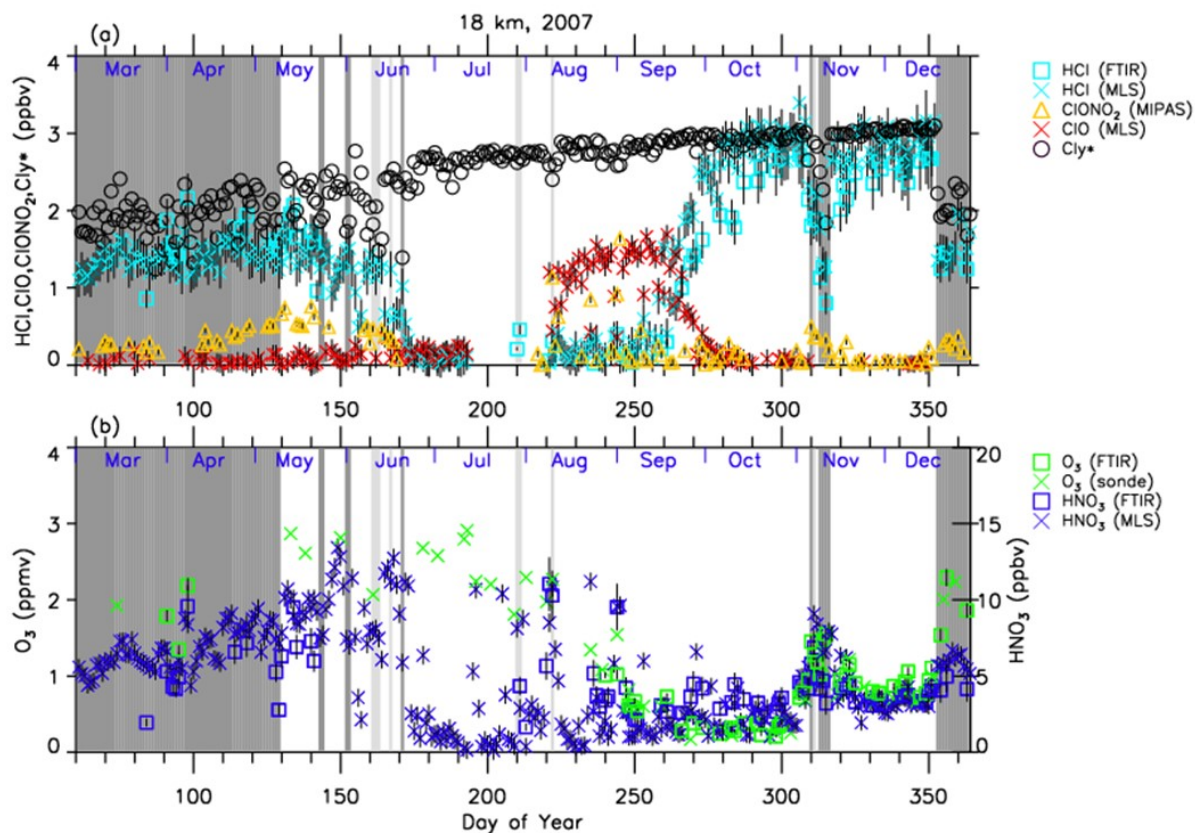 18 km, 2007
(a)
Mar Apr May Jun Jul Aug Sep Oct Nov Dec
HCl,ClO,ClONO₂,Cly* (ppbv)
4
3
2
1
0
100 150 200 250 300 350
HCl (FTIR)
HCl (MLS)
ClONO₂ (MIPAS)
ClO (MLS)
Cly*
(b)
Mar Apr May Jun Jul Aug Sep Oct Nov Dec
O₃ (ppmv)
4
3
2
1
0
20
15
10
5
0
HNO₃ (ppbv)
100 150 200 250 300 350
Day of Year
O₃ (FTIR)
O₃ (sonde)
HNO₃ (FTIR)
HNO₃ (MLS)